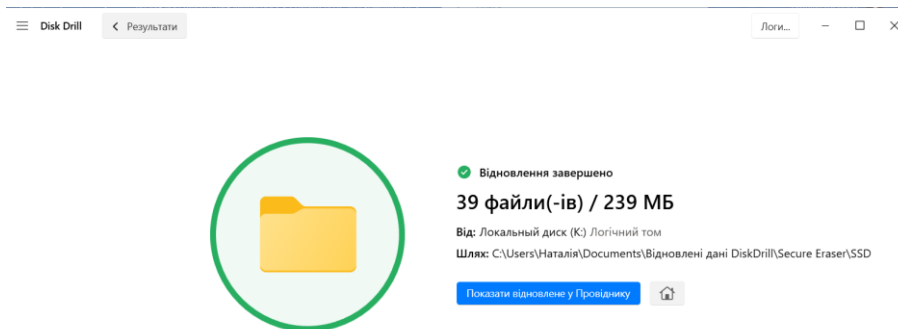 Disk Drill
Результати
Логи...
Відновлення завершено
39 файли(-ів) / 239 МБ
Від: Локальный диск (K:) Логічний том
Шлях: C:\Users\Наталія\Documents\Відновлені дані DiskDrill\Secure Eraser\SSD
Показати відновлене у Провіднику